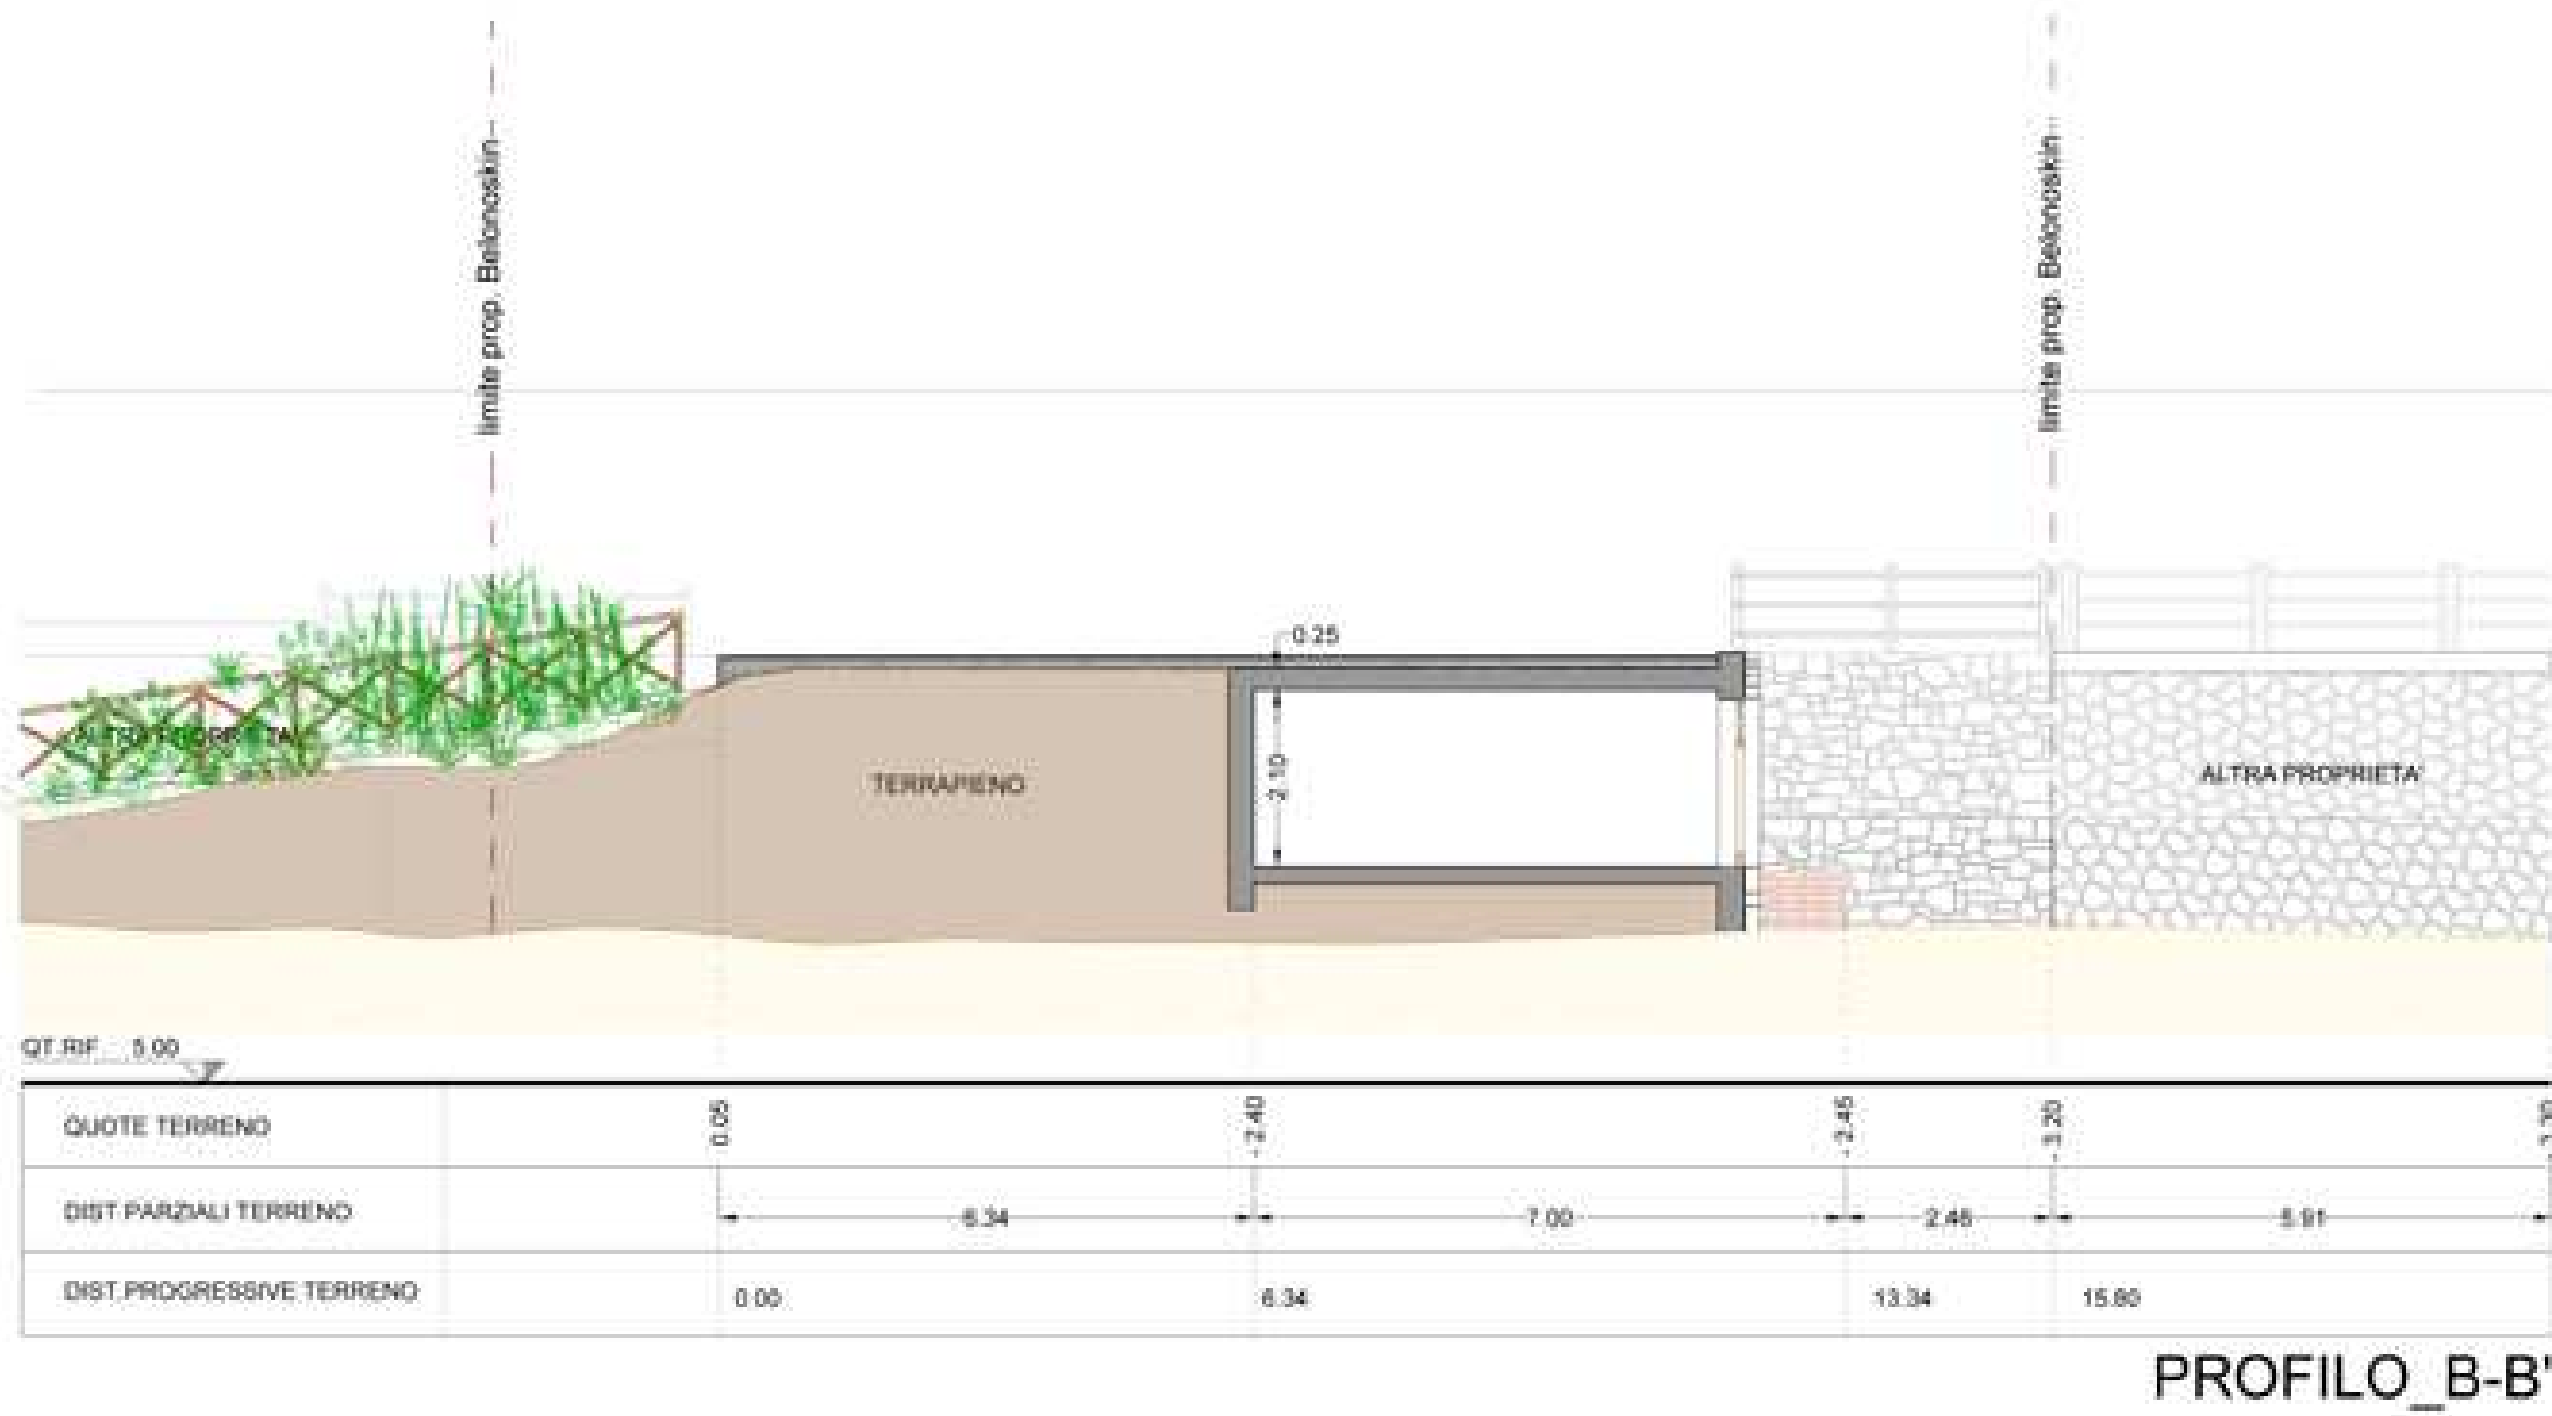 limite prop. Belonoskin
limite prop. Belonoskin
0.25
ALTRA PROPRIETA'
TERRAPIENO
2.10
ALTRA PROPRIETA'
QT.RIF. 5.00
QUOTE TERRENO
0.05
-2.40
-2.45
-3.20
DIST.PARZIALI TERRENO
6.34
7.00
2.46
5.91
DIST.PROGRESSIVE TERRENO
0.00
6.34
13.34
15.80
PROFILO_B-B'